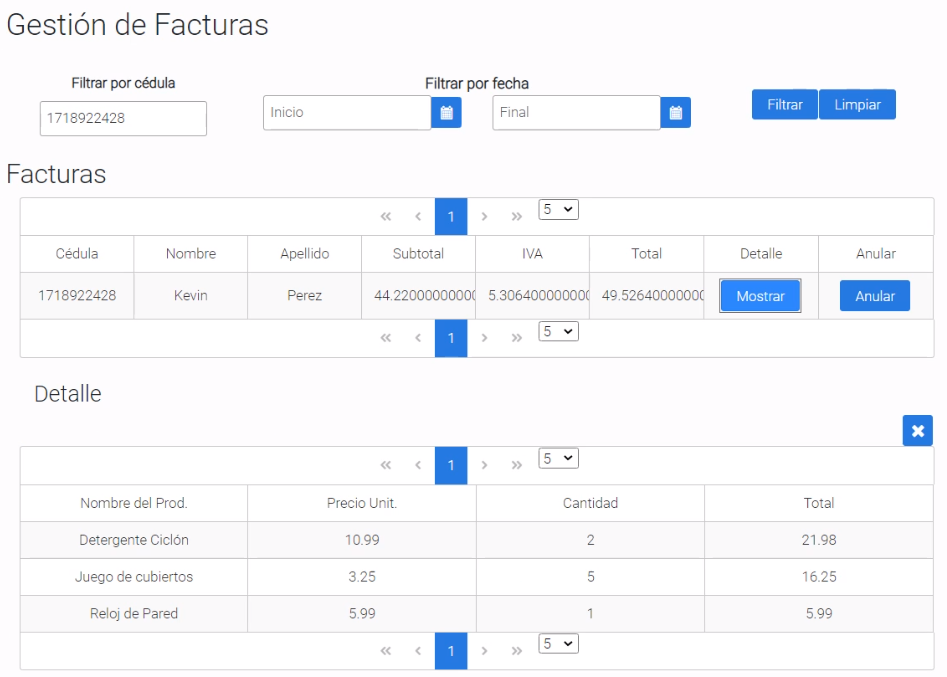 Gestión de Facturas
Filtrar por cédula
Filtrar por fecha
1718922428
Inicio
Final
Filtrar
Limpiar
Facturas
« ‹ 1 › » 5
Cédula Nombre Apellido Subtotal IVA Total Detalle Anular
1718922428 Kevin Perez 44.22000000000 5.306400000000 49.52640000000 Mostrar Anular
« ‹ 1 › » 5
Detalle
« ‹ 1 › » 5
Nombre del Prod. Precio Unit. Cantidad Total
Detergente Ciclón 10.99 2 21.98
Juego de cubiertos 3.25 5 16.25
Reloj de Pared 5.99 1 5.99
« ‹ 1 › » 5